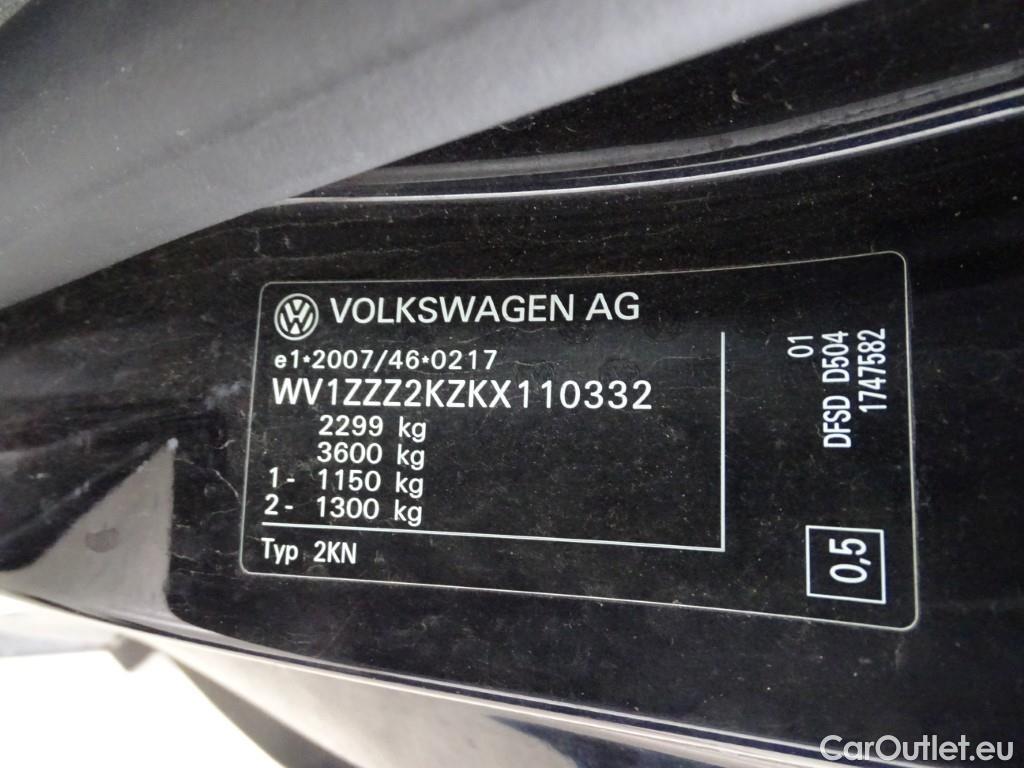 VOLKSWAGEN AG
e1*2007/46*0217
WV1ZZZ2KZKX110332
2299 kg
3600 kg
1- 1150 kg
2- 1300 kg
Typ 2KN
01
DFSD D504
1747582
0,5
CarOutlet.eu